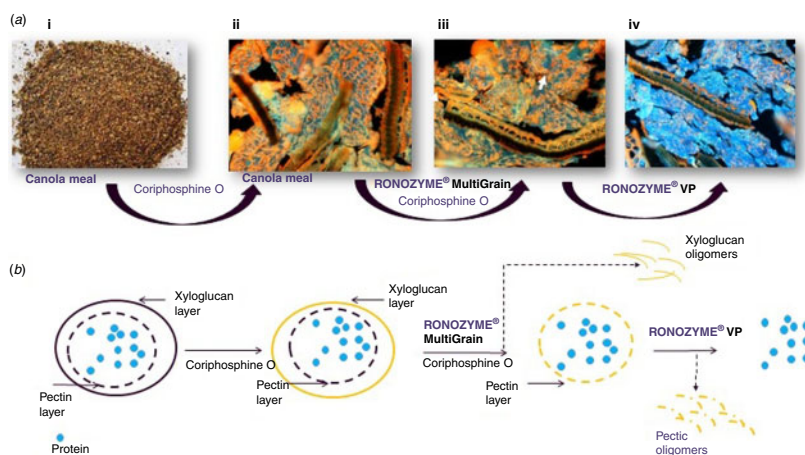 (a)
i
ii
iii
iv
Canola meal
Coriphosphine O
Canola meal
RONOZYME® MultiGrain
Coriphosphine O
RONOZYME® VP
(b)
Xyloglucan
layer
Pectin
layer
Protein
Coriphosphine O
Xyloglucan
layer
Pectin
layer
RONOZYME®
MultiGrain
Coriphosphine O
Xyloglucan
oligomers
Pectin
layer
RONOZYME® VP
Pectic
oligomers